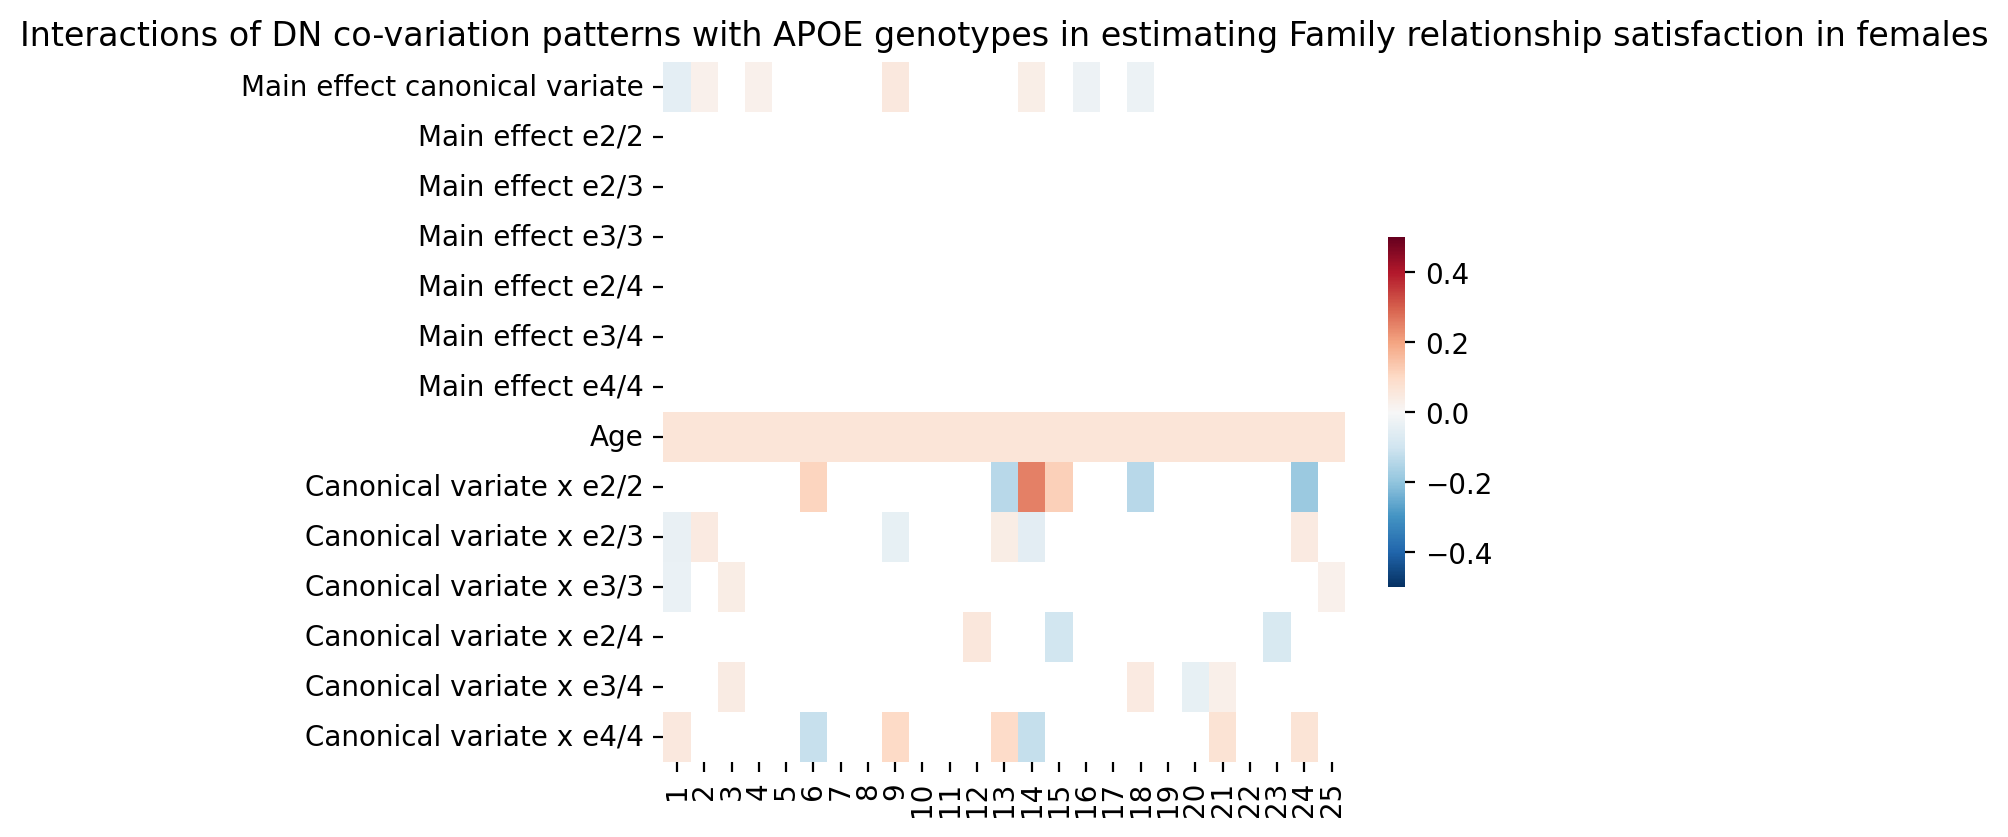 Interactions of DN co-variation patterns with APOE genotypes in estimating Family relationship satisfaction in females
Main effect canonical variate
Main effect e2/2
Main effect e2/3
Main effect e3/3
Main effect e2/4
Main effect e3/4
Main effect e4/4
Age
Canonical variate x e2/2
Canonical variate x e2/3
Canonical variate x e3/3
Canonical variate x e2/4
Canonical variate x e3/4
Canonical variate x e4/4
1 2 3 4 5 6 7 8 9 10 11 12 13 14 15 16 17 18 19 20 21 22 23 24 25
0.4
0.2
0.0
−0.2
−0.4